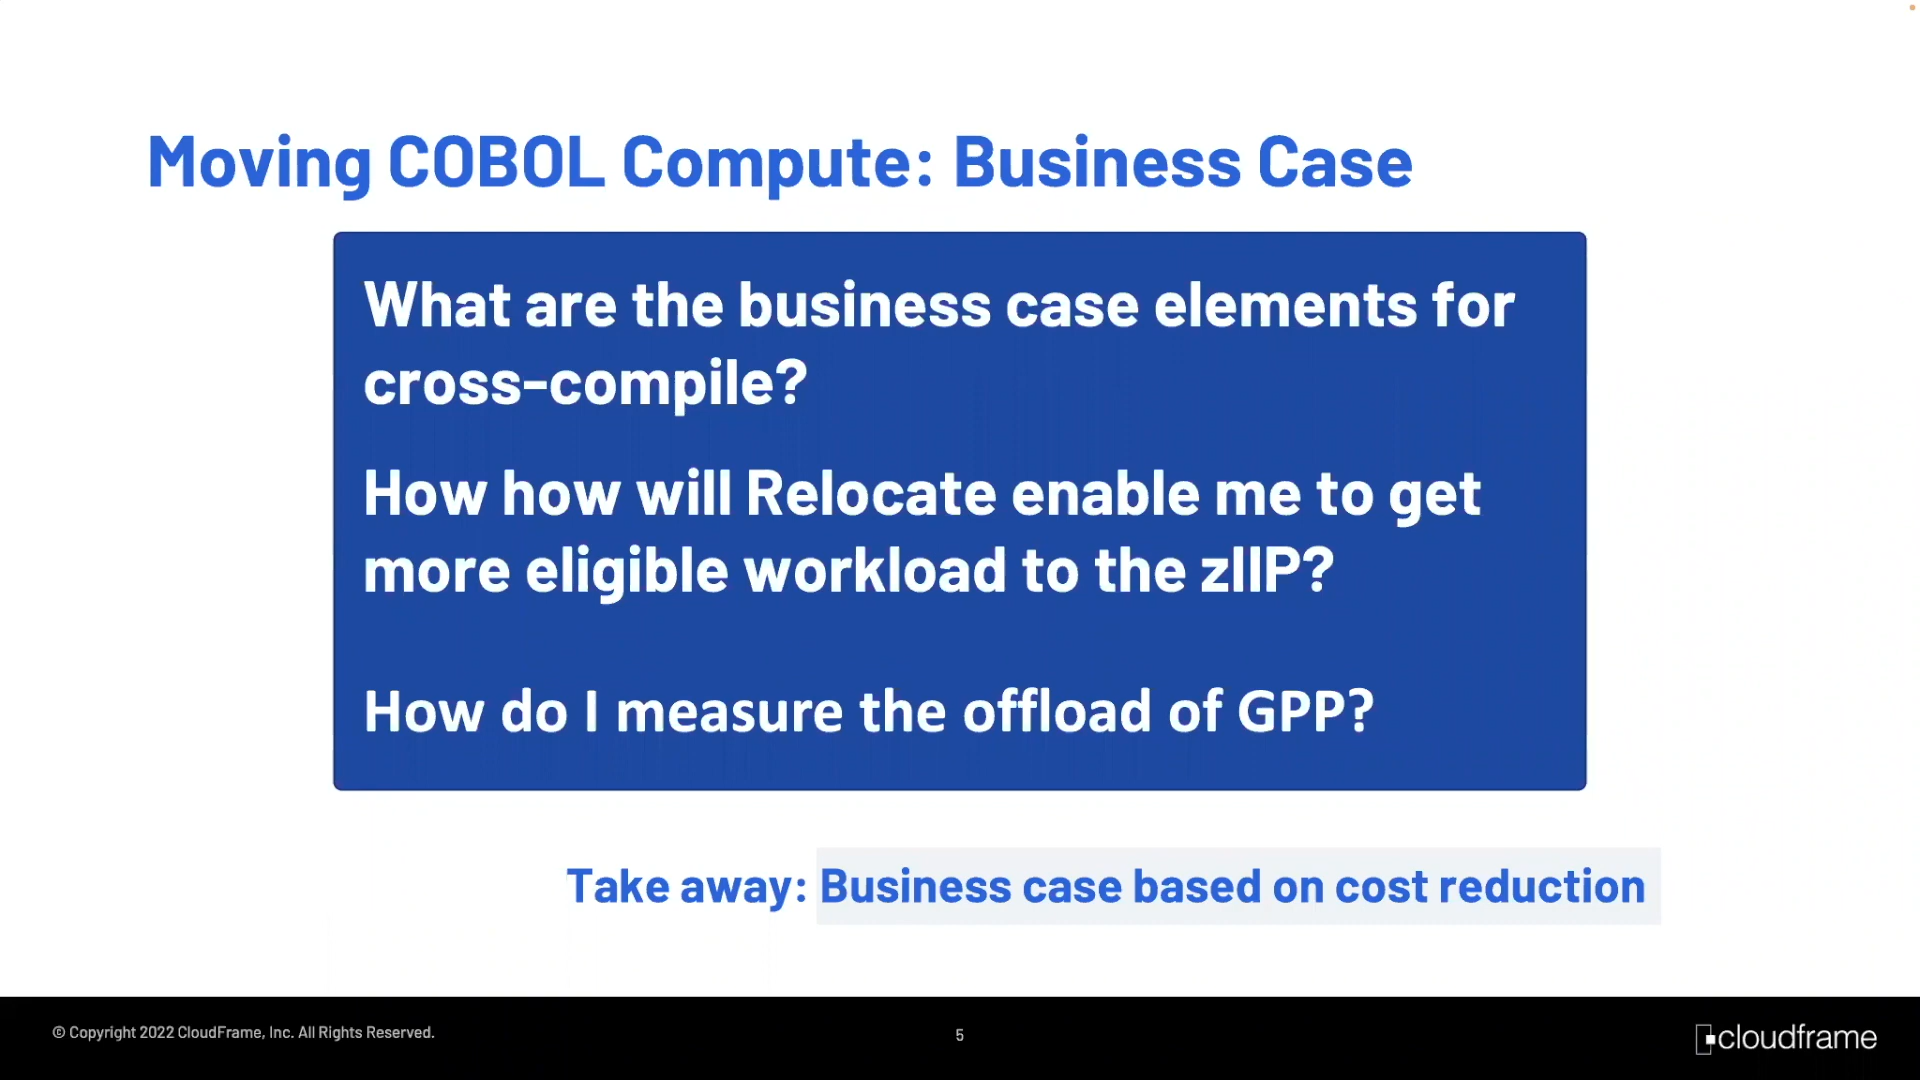 Moving COBOL Compute: Business Case
What are the business case elements for
cross-compile?
How how will Relocate enable me to get
more eligible workload to the zIIP?
How do I measure the offload of GPP?
Take away: Business case based on cost reduction
© Copyright 2022 CloudFrame, Inc. All Rights Reserved.
5
cloudframe